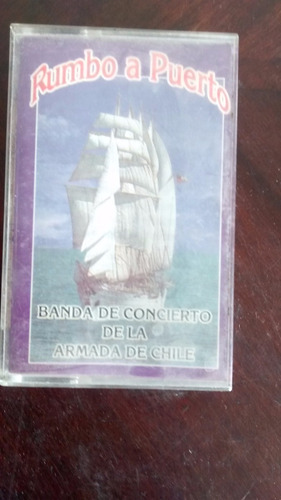 Rumbo a Puerto
BANDA DE CONCIERTO
DE LA
ARMADA DE CHILE